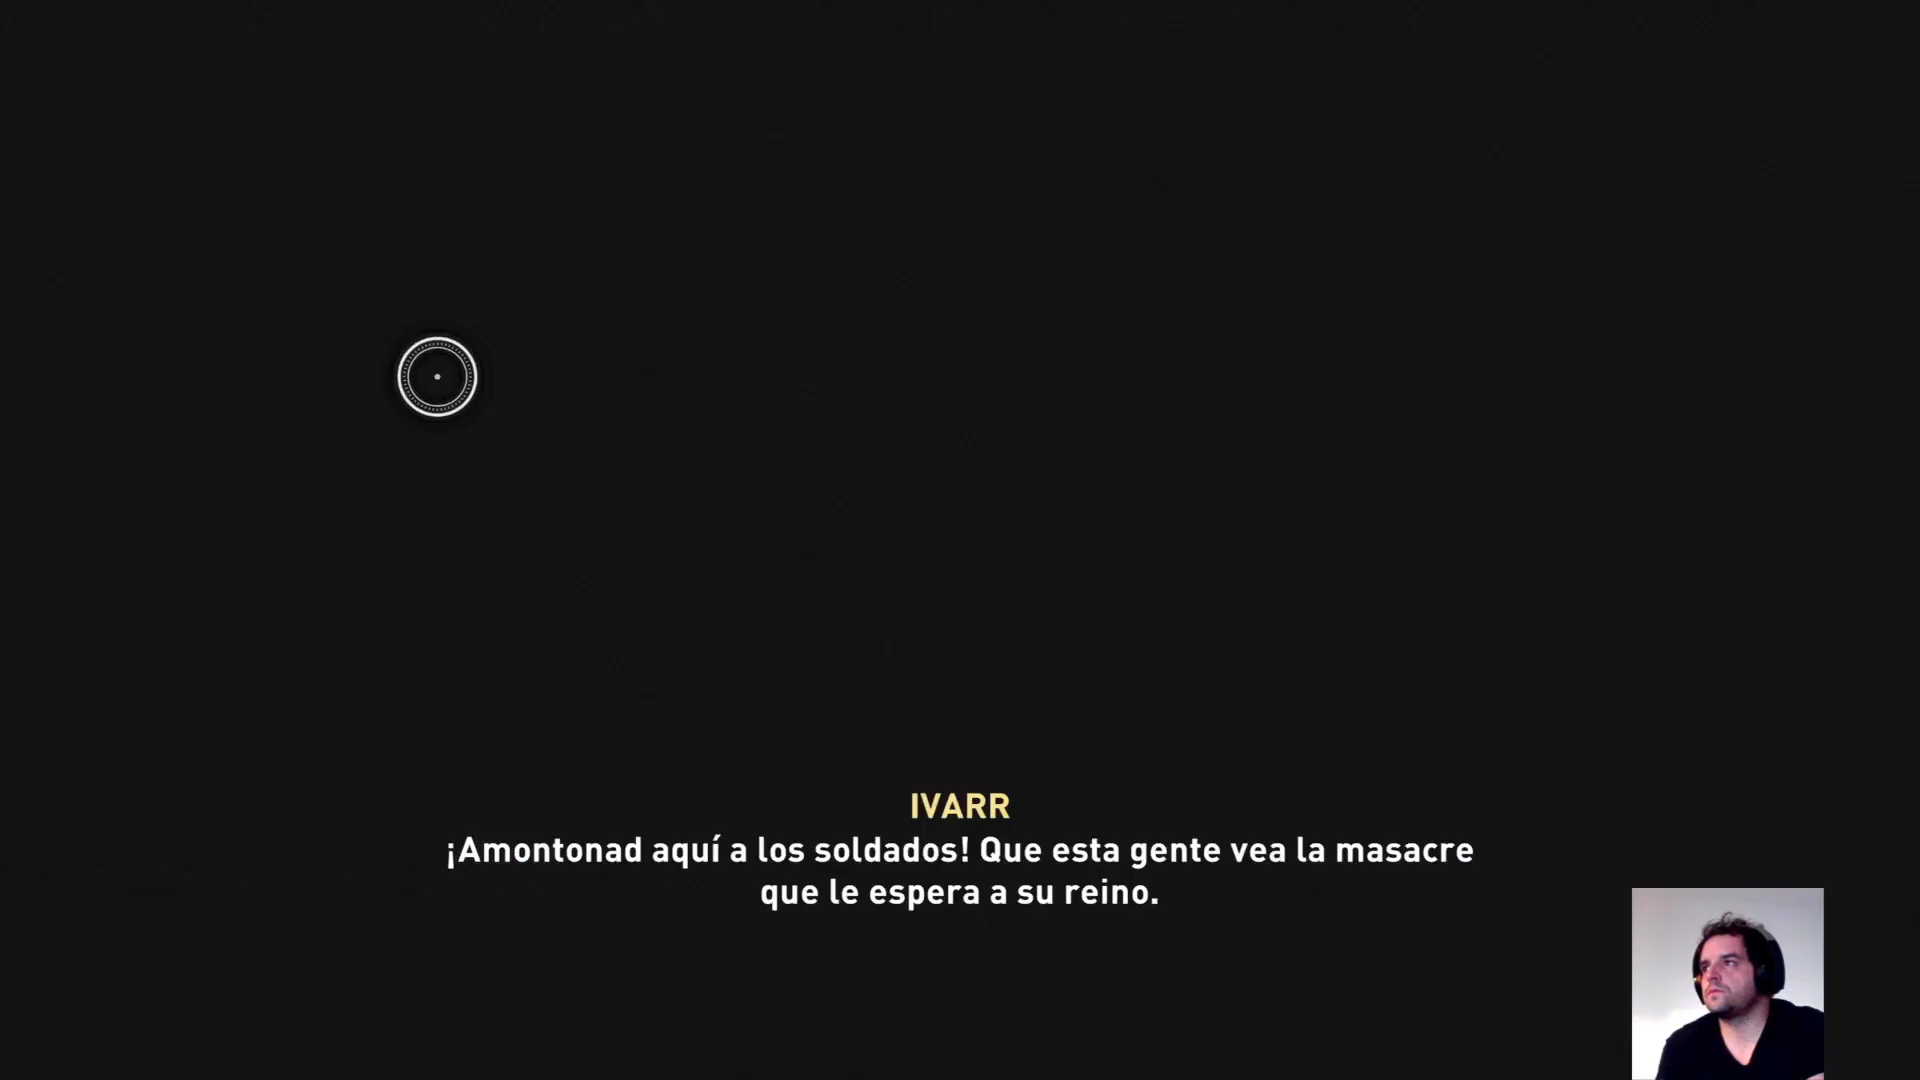 IVARR
¡Amontonad aquí a los soldados! Que esta gente vea la masacre
que le espera a su reino.